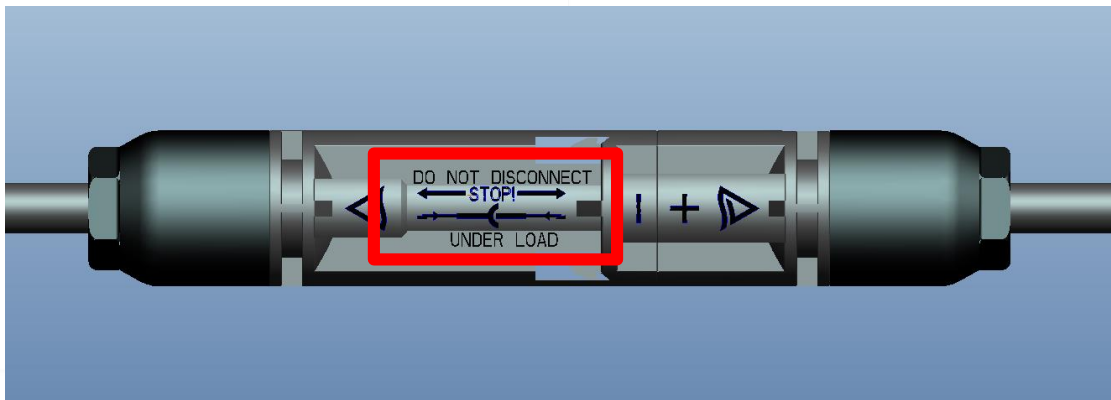 DO NOT DISCONNECT
STOP!
UNDER LOAD
- +